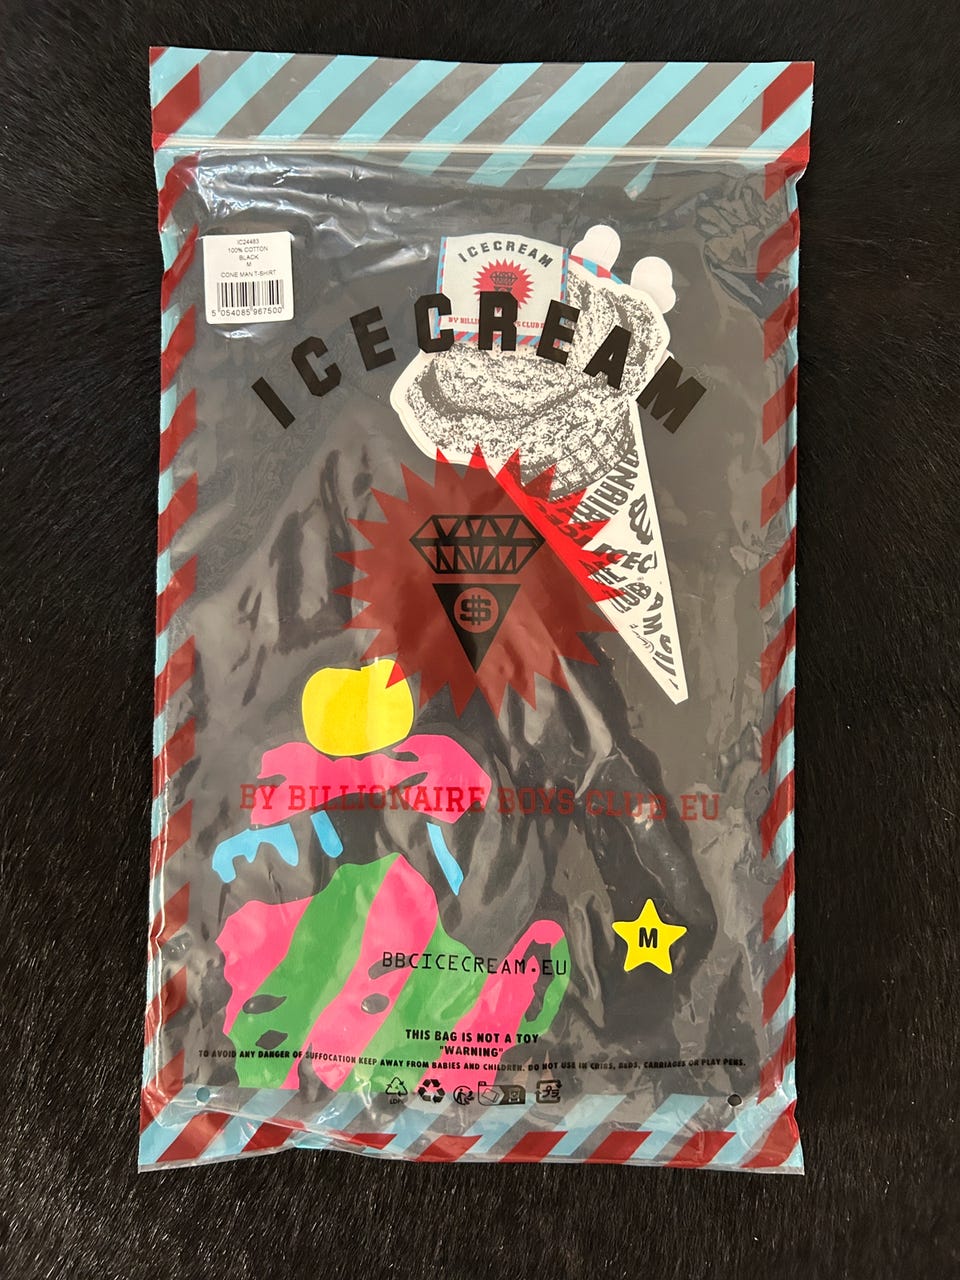 IC24483
100% COTTON
BLACK
M
CONE MAN T-SHIRT
5 054085 967500
ICECREAM
ICECREAM
$
BY BILLIONAIRE BOYS CLUB EU
M
BBCICECREAM.EU
THIS BAG IS NOT A TOY
"WARNING"
TO AVOID ANY DANGER OF SUFFOCATION KEEP AWAY FROM BABIES AND CHILDREN. DO NOT USE IN CRIBS, BEDS, CARRIAGES OR PLAY PENS.